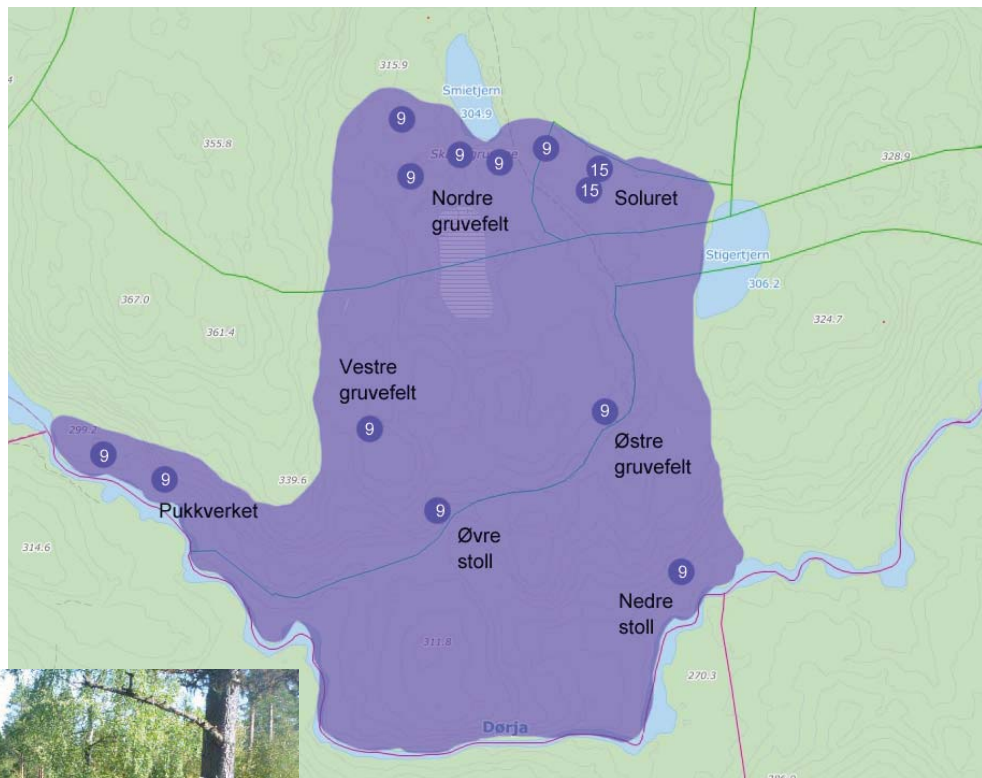 315.9
Smietjern
304.9
355.8
9
9
9
9
9
15
15
328.9
Nordre
gruvefelt
Soluret
Stigertjern
306.2
367.0
361.4
324.7
Vestre
gruvefelt
9
9
Østre
gruvefelt
299.2
9
9
339.6
Pukkverket
9
Øvre
stoll
314.6
9
Nedre
stoll
311.8
270.3
Dørja